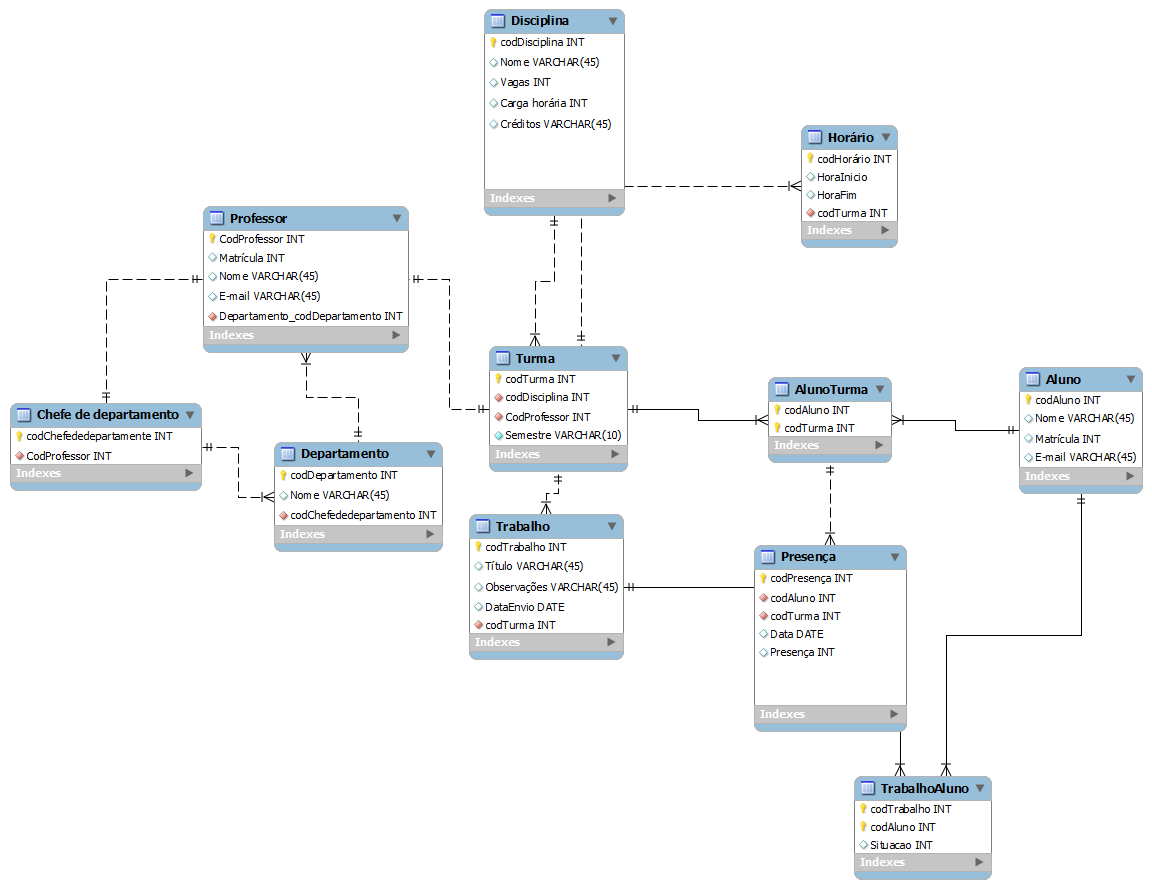 Disciplina
codDisciplina INT
Nome VARCHAR(45)
Vagas INT
Carga horária INT
Créditos VARCHAR(45)
Indexes
Horário
codHorário INT
HoraInicio
HoraFim
codTurma INT
Indexes
Professor
CodProfessor INT
Matrícula INT
Nome VARCHAR(45)
E-mail VARCHAR(45)
Departamento_codDepartamento INT
Indexes
Turma
codTurma INT
codDisciplina INT
CodProfessor INT
Semestre VARCHAR(10)
Indexes
AlunoTurma
codAluno INT
codTurma INT
Indexes
Aluno
codAluno INT
Nome VARCHAR(45)
Matrícula INT
E-mail VARCHAR(45)
Indexes
Chefe de departamento
codChefededepartamente INT
CodProfessor INT
Indexes
Departamento
codDepartamento INT
Nome VARCHAR(45)
codChefededepartamento INT
Indexes
Trabalho
codTrabalho INT
Título VARCHAR(45)
Observações VARCHAR(45)
DataEnvio DATE
codTurma INT
Indexes
Presença
codPresença INT
codAluno INT
codTurma INT
Data DATE
Presença INT
Indexes
TrabalhoAluno
codTrabalho INT
codAluno INT
Situacao INT
Indexes